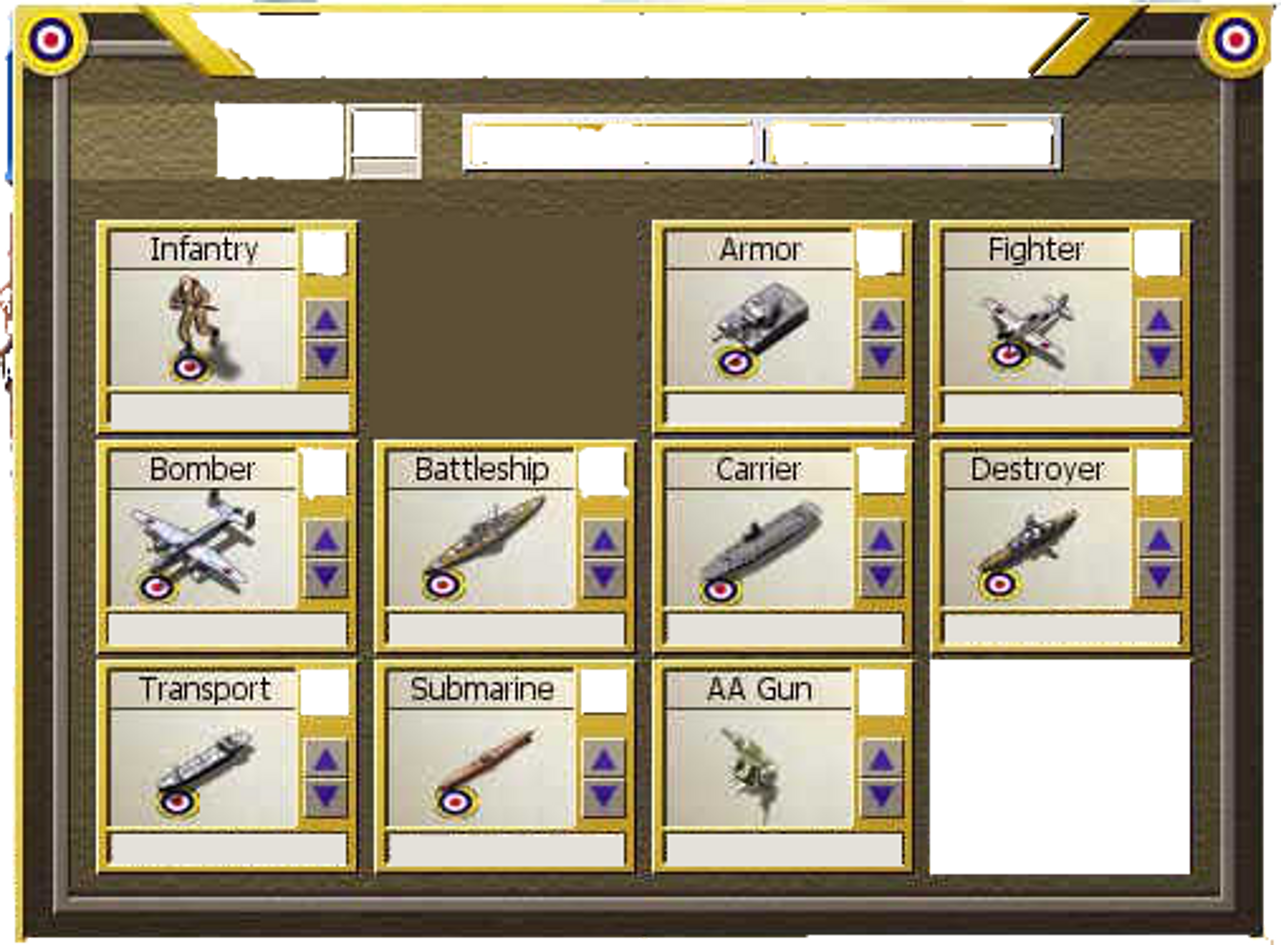 Infantry
Armor
Fighter
Bomber
Battleship
Carrier
Destroyer
Transport
Submarine
AA Gun